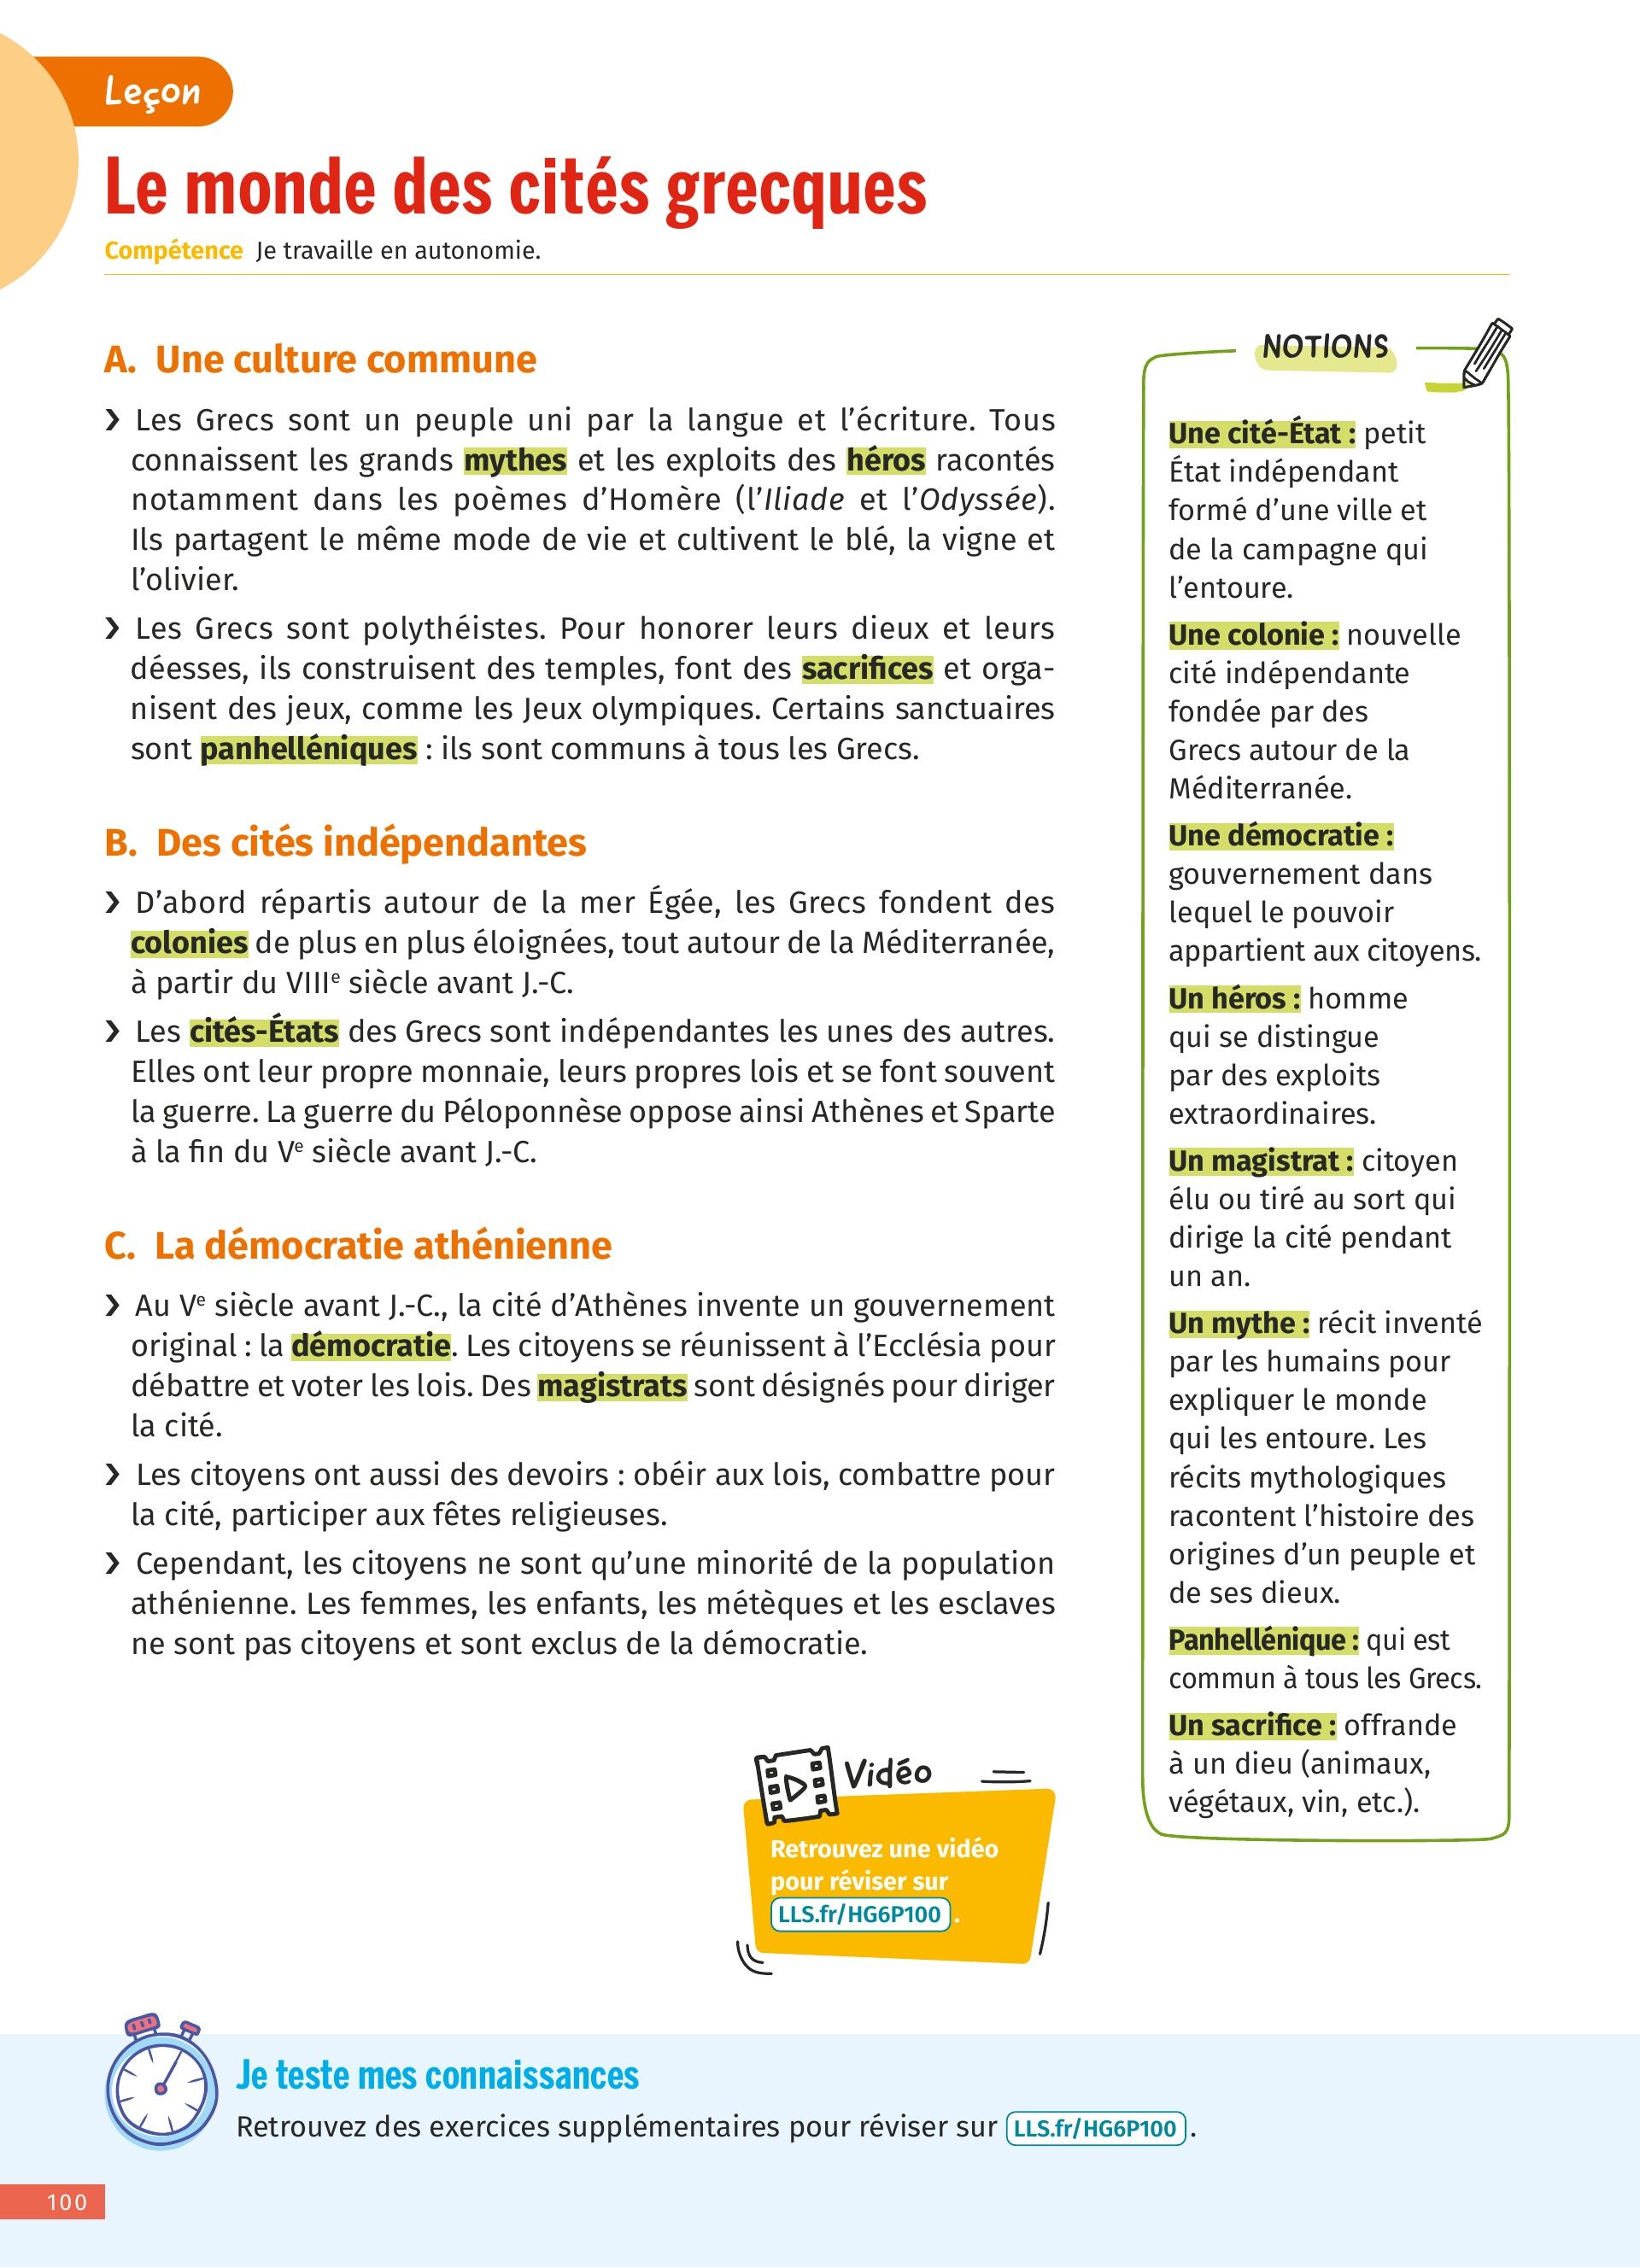 Leçon
Le monde des cités grecques
Compétence Je travaille en autonomie.
A. Une culture commune
❯ Les Grecs sont un peuple uni par la langue et l’écriture. Tous
connaissent les grands mythes et les exploits des héros racontés
notamment dans les poèmes d’Homère (l’Iliade et l’Odyssée).
Ils partagent le même mode de vie et cultivent le blé, la vigne et
l’olivier.
❯ Les Grecs sont polythéistes. Pour honorer leurs dieux et leurs
déesses, ils construisent des temples, font des sacrifices et orga-
nisent des jeux, comme les Jeux olympiques. Certains sanctuaires
sont panhelléniques : ils sont communs à tous les Grecs.
B. Des cités indépendantes
❯ D’abord répartis autour de la mer Égée, les Grecs fondent des
colonies de plus en plus éloignées, tout autour de la Méditerranée,
à partir du VIIIe siècle avant J.-C.
❯ Les cités-États des Grecs sont indépendantes les unes des autres.
Elles ont leur propre monnaie, leurs propres lois et se font souvent
la guerre. La guerre du Péloponnèse oppose ainsi Athènes et Sparte
à la fin du Ve siècle avant J.-C.
C. La démocratie athénienne
❯ Au Ve siècle avant J.-C., la cité d’Athènes invente un gouvernement
original : la démocratie. Les citoyens se réunissent à l’Ecclésia pour
débattre et voter les lois. Des magistrats sont désignés pour diriger
la cité.
❯ Les citoyens ont aussi des devoirs : obéir aux lois, combattre pour
la cité, participer aux fêtes religieuses.
❯ Cependant, les citoyens ne sont qu’une minorité de la population
athénienne. Les femmes, les enfants, les métèques et les esclaves
ne sont pas citoyens et sont exclus de la démocratie.
NOTIONS
Une cité-État : petit
État indépendant
formé d’une ville et
de la campagne qui
l’entoure.
Une colonie : nouvelle
cité indépendante
fondée par des
Grecs autour de la
Méditerranée.
Une démocratie :
gouvernement dans
lequel le pouvoir
appartient aux citoyens.
Un héros : homme
qui se distingue
par des exploits
extraordinaires.
Un magistrat : citoyen
élu ou tiré au sort qui
dirige la cité pendant
un an.
Un mythe : récit inventé
par les humains pour
expliquer le monde
qui les entoure. Les
récits mythologiques
racontent l’histoire des
origines d’un peuple et
de ses dieux.
Panhellénique : qui est
commun à tous les Grecs.
Un sacrifice : offrande
à un dieu (animaux,
végétaux, vin, etc.).
Vidéo
Retrouvez une vidéo
pour réviser sur
LLS.fr/HG6P100 .
Je teste mes connaissances
Retrouvez des exercices supplémentaires pour réviser sur LLS.fr/HG6P100 .
100